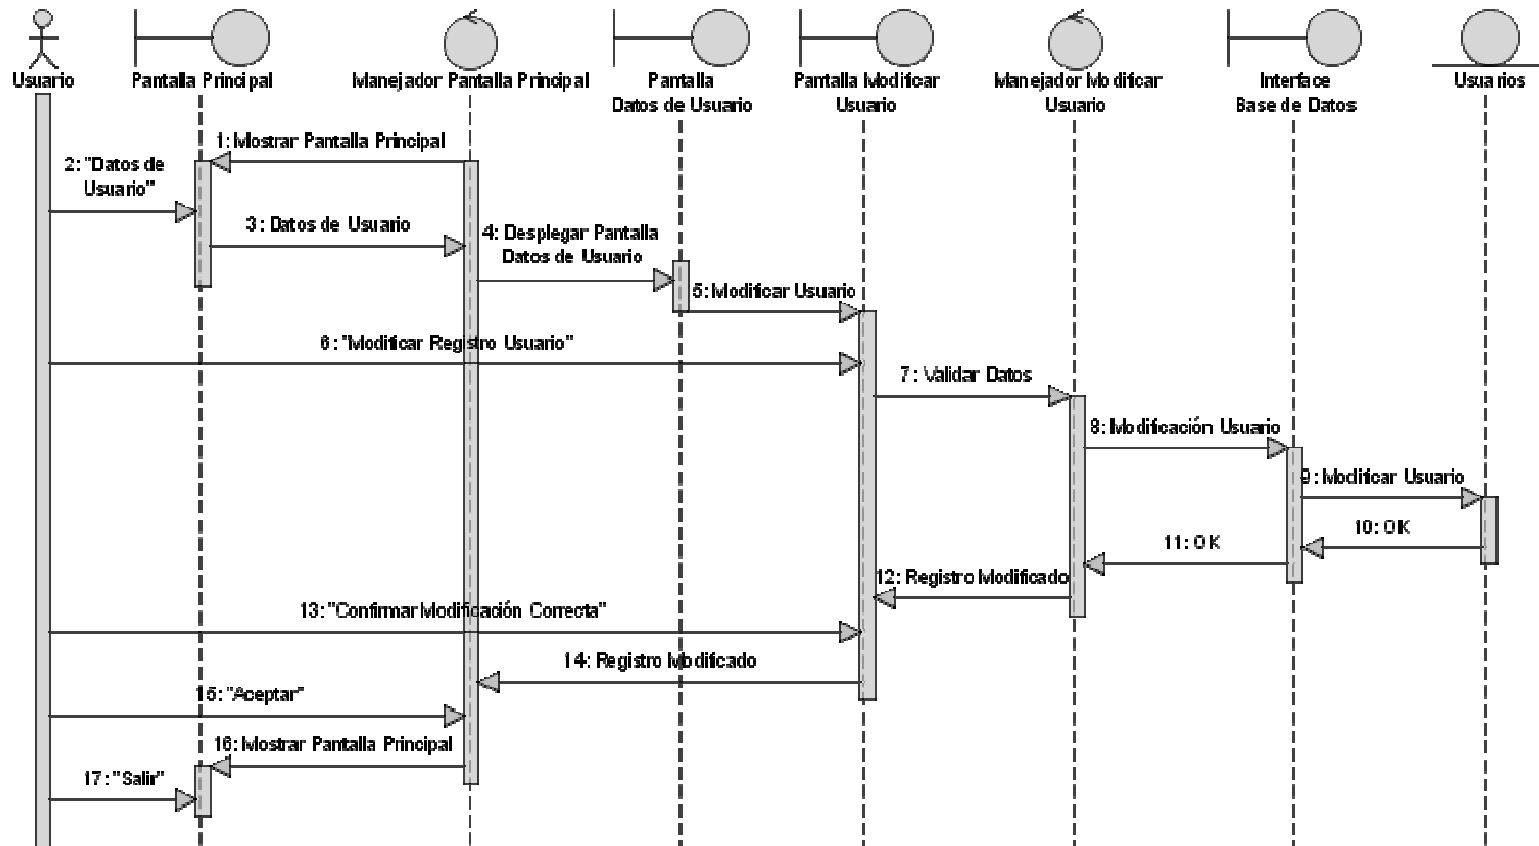 Usuario
Pantalla Principal
Manejador Pantalla Principal
Pantalla
Datos de Usuario
Pantalla Modificar
Usuario
Manejador Modificar
Usuario
Interface
Base de Datos
Usuarios
1: Mostrar Pantalla Principal
2: "Datos de
Usuario"
3: Datos de Usuario
4: Desplegar Pantalla
Datos de Usuario
5: Modificar Usuario
6: "Modificar Registro Usuario"
7: Validar Datos
8: Modificación Usuario
9: Modificar Usuario
10: OK
11: OK
12: Registro Modificado
13: "Confirmar Modificación Correcta"
14: Registro Modificado
15: "Aceptar"
16: Mostrar Pantalla Principal
17: "Salir"